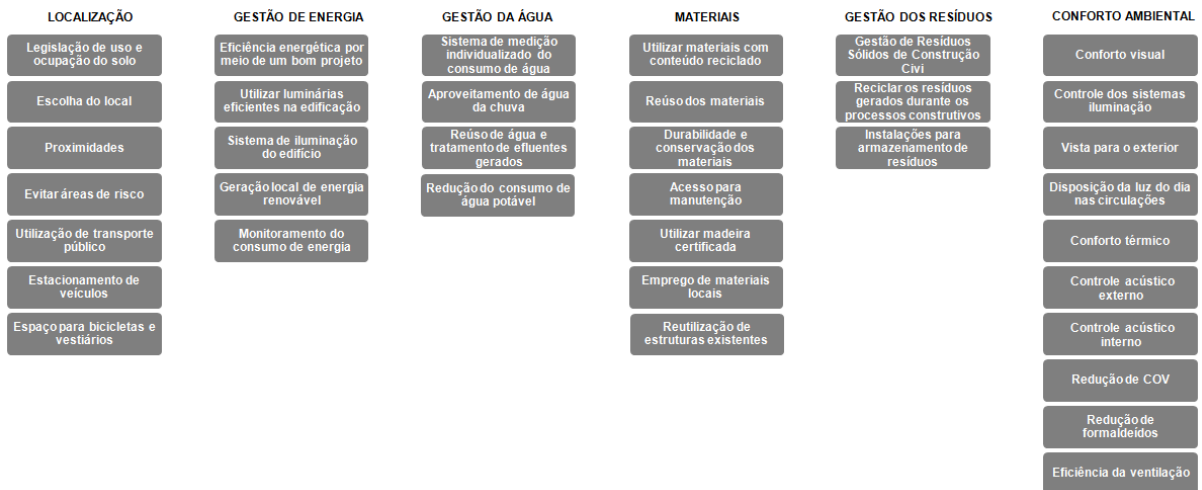 LOCALIZAÇÃO
Legislação de uso e
ocupação do solo
Escolha do local
Proximidades
Evitar áreas de risco
Utilização de transporte
público
Estacionamento de
veículos
Espaço para bicicletas e
vestiários
GESTÃO DE ENERGIA
Eficiência energética por
meio de um bom projeto
Utilizar luminárias
eficientes na edificação
Sistema de iluminação
do edifício
Geração local de energia
renovável
Monitoramento do
consumo de energia
GESTÃO DA ÁGUA
Sistema de medição
individualizado do
consumo de água
Aproveitamento de água
da chuva
Reúso de água e
tratamento de efluentes
gerados
Redução do consumo de
água potável
MATERIAIS
Utilizar materiais com
conteúdo reciclado
Reúso dos materiais
Durabilidade e
conservação dos
materiais
Acesso para
manutenção
Utilizar madeira
certificada
Emprego de materiais
locais
Reutilização de
estruturas existentes
GESTÃO DOS RESÍDUOS
Gestão de Resíduos
Sólidos de Construção
Civi
Reciclar os resíduos
gerados durante os
processos construtivos
Instalações para
armazenamento de
resíduos
CONFORTO AMBIENTAL
Conforto visual
Controle dos sistemas
iluminação
Vista para o exterior
Disposição da luz do dia
nas circulações
Conforto térmico
Controle acústico
externo
Controle acústico
interno
Redução de COV
Redução de
formaldeídos
Eficiência da ventilação